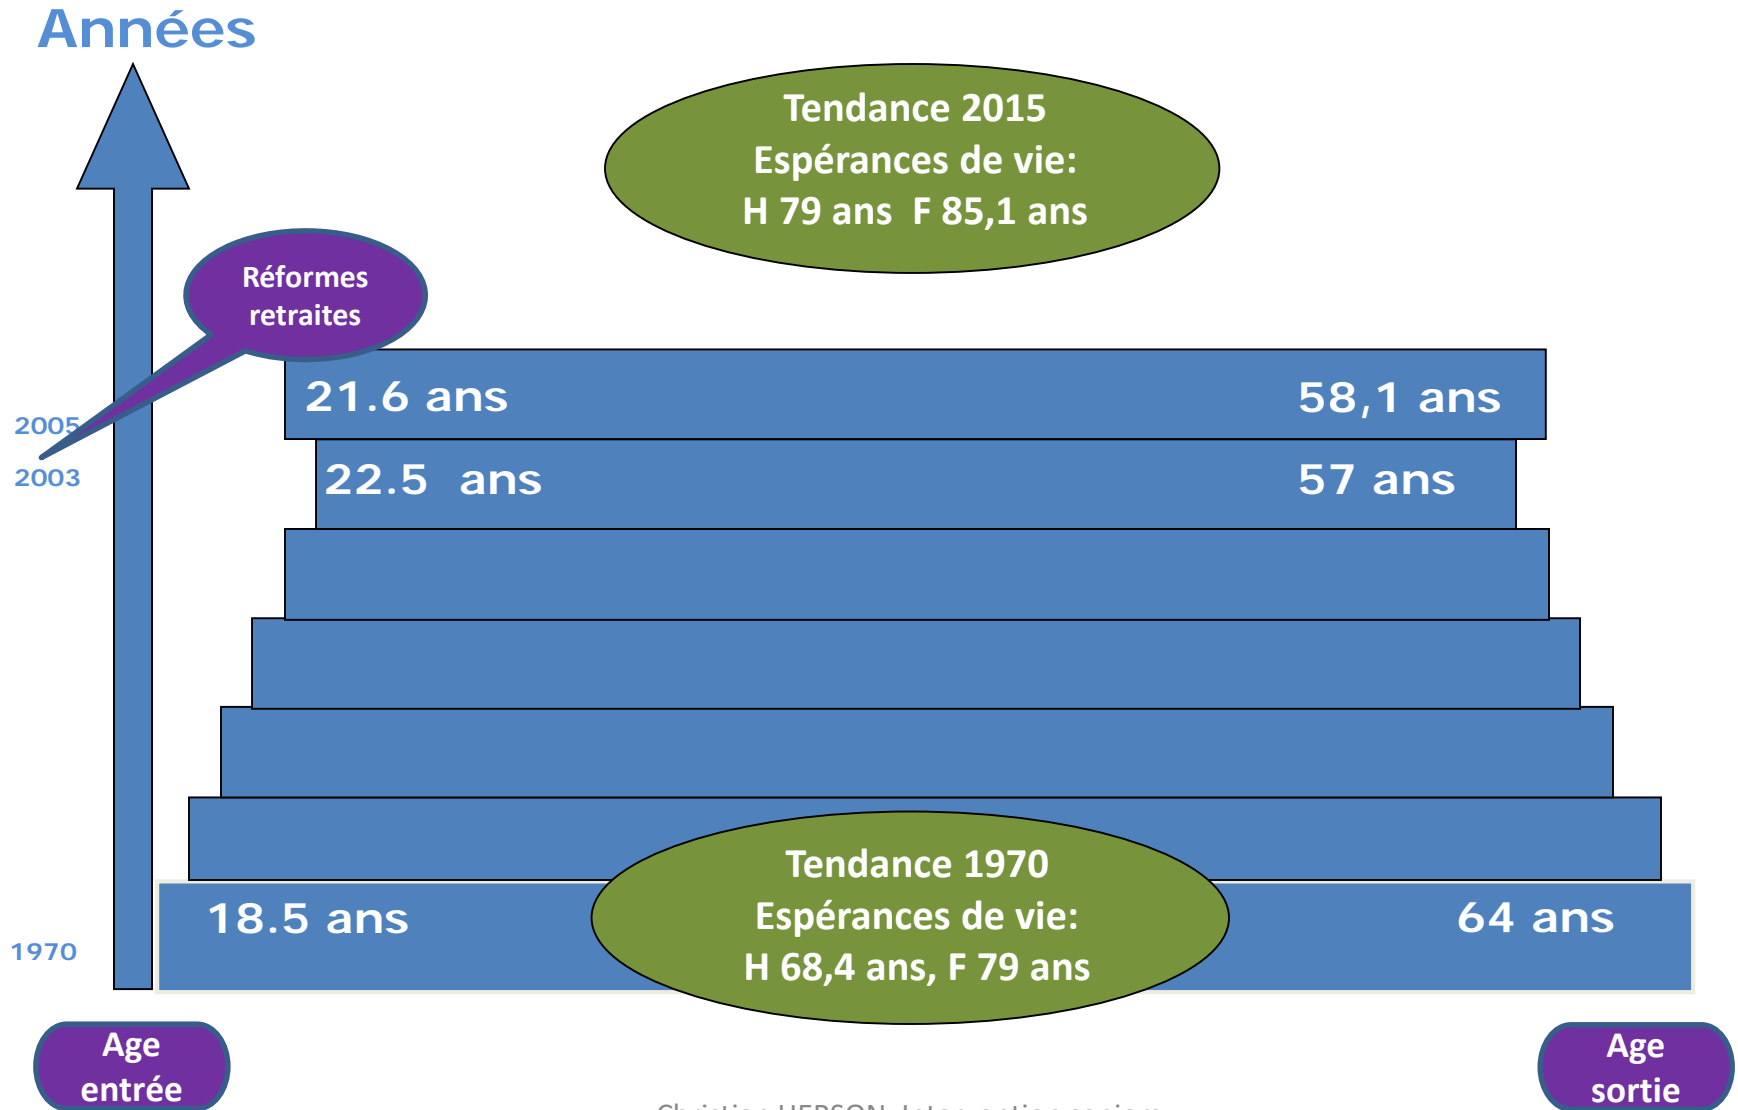 Années
Tendance 2015
Espérances de vie:
H 79 ans F 85,1 ans
Réformes
retraites
21.6 ans
58,1 ans
2005
2003
22.5 ans
57 ans
Tendance 1970
Espérances de vie:
H 68,4 ans, F 79 ans
18.5 ans
64 ans
1970
Age
entrée
Age
sortie
Christian HERSON